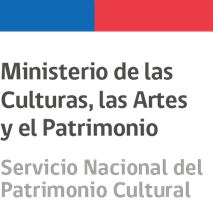 Ministerio de las
Culturas, las Artes
y el Patrimonio
Servicio Nacional del
Patrimonio Cultural